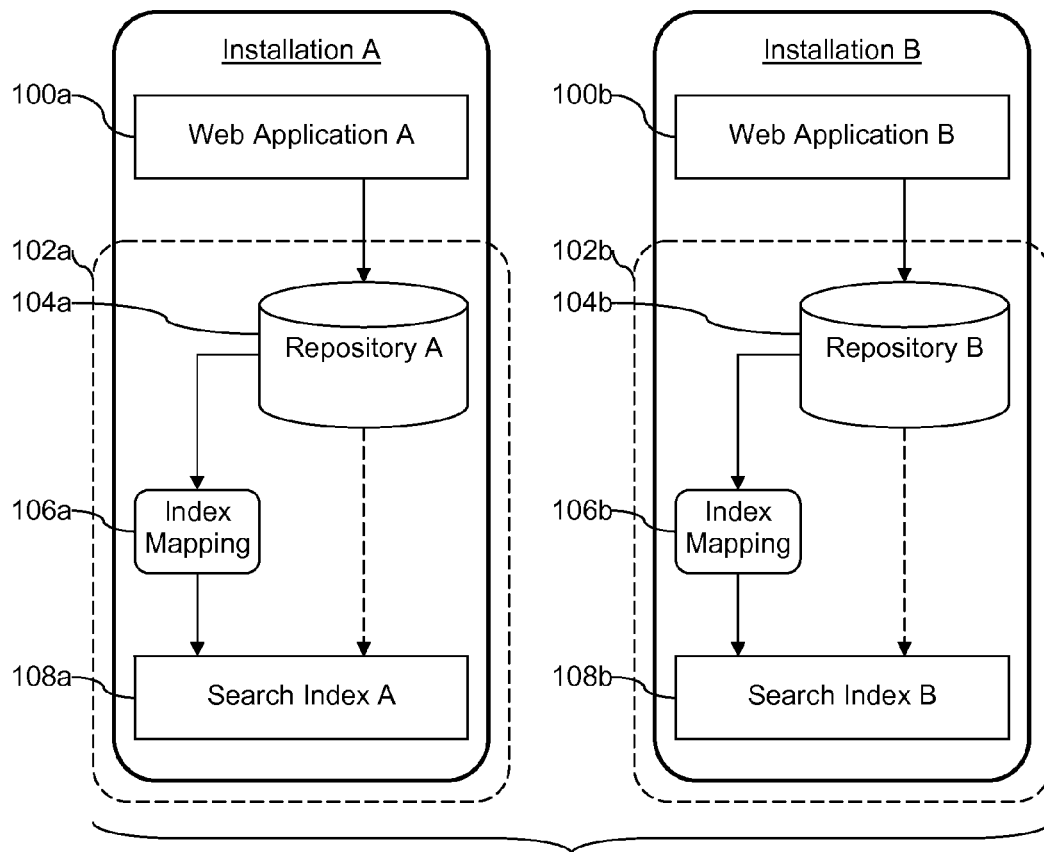 Installation A
100a
Web Application A
102a
104a
Repository A
106a
Index
Mapping
108a
Search Index A
Installation B
100b
Web Application B
102b
104b
Repository B
106b
Index
Mapping
108b
Search Index B